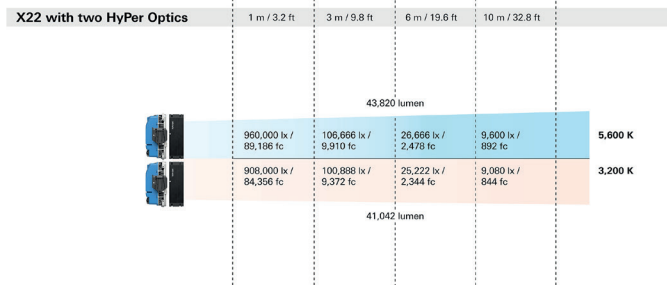 X22 with two HyPer Optics 1 m / 3.2 ft 3 m / 9.8 ft 6 m / 19.6 ft 10 m / 32.8 ft
43,820 lumen
960,000 lx / 106,666 lx / 26,666 lx / 9,600 lx / 5,600 K
89,186 fc 9,910 fc 2,478 fc 892 fc
908,000 lx / 100,888 lx / 25,222 lx / 9,080 lx / 3,200 K
84,356 fc 9,372 fc 2,344 fc 844 fc
41,042 lumen